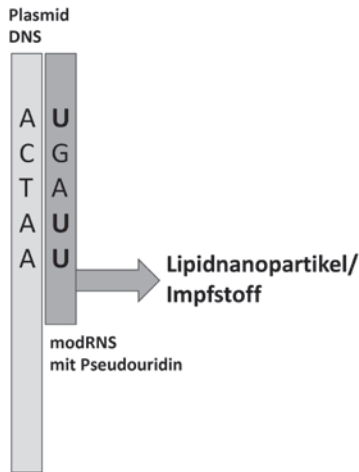 Plasmid
DNS
A U
C G
T A
A U
A U
Lipidnanopartikel/
Impfstoff
modRNS
mit Pseudouridin